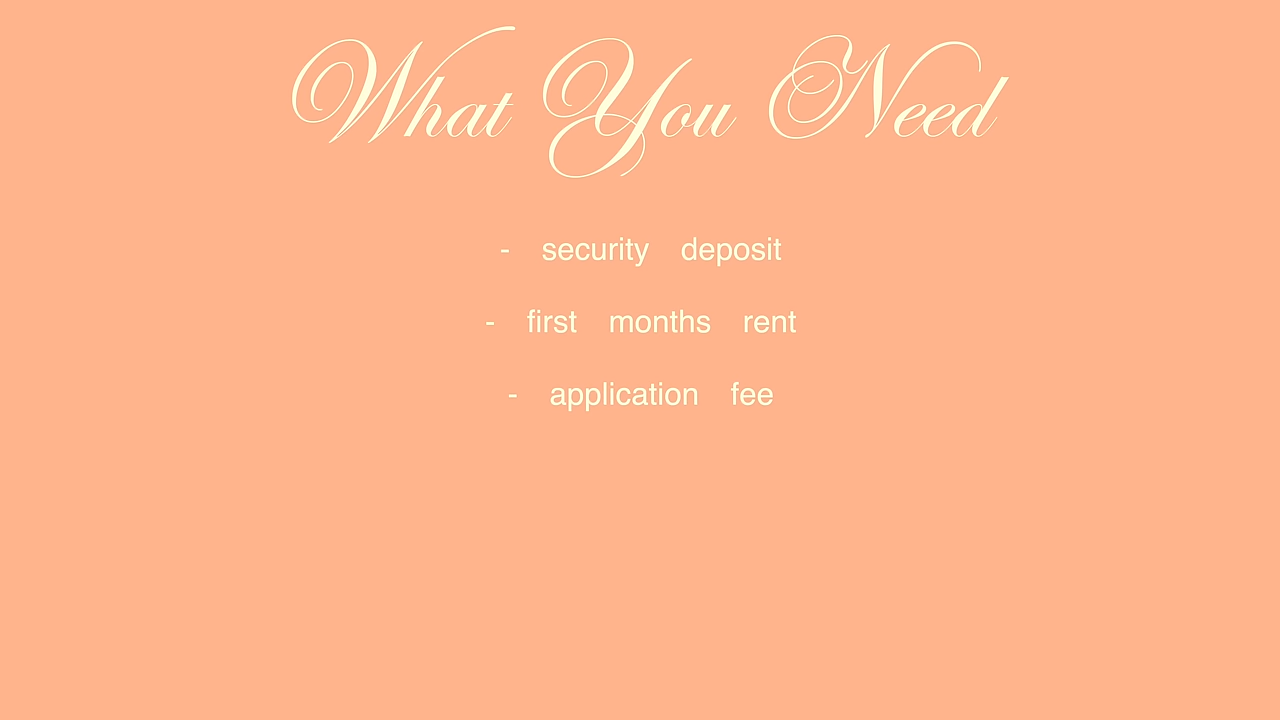 What You Need
- security deposit
- first months rent
- application fee